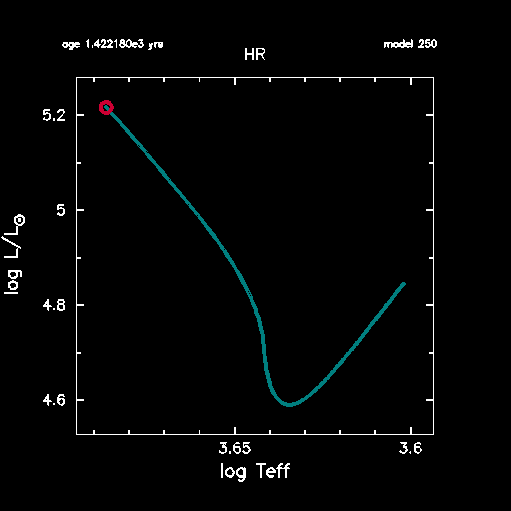 age 1.422180e3 yrs
model 250
HR
5.2
5
4.8
4.6
log L/L⊙
3.65
3.6
log Teff